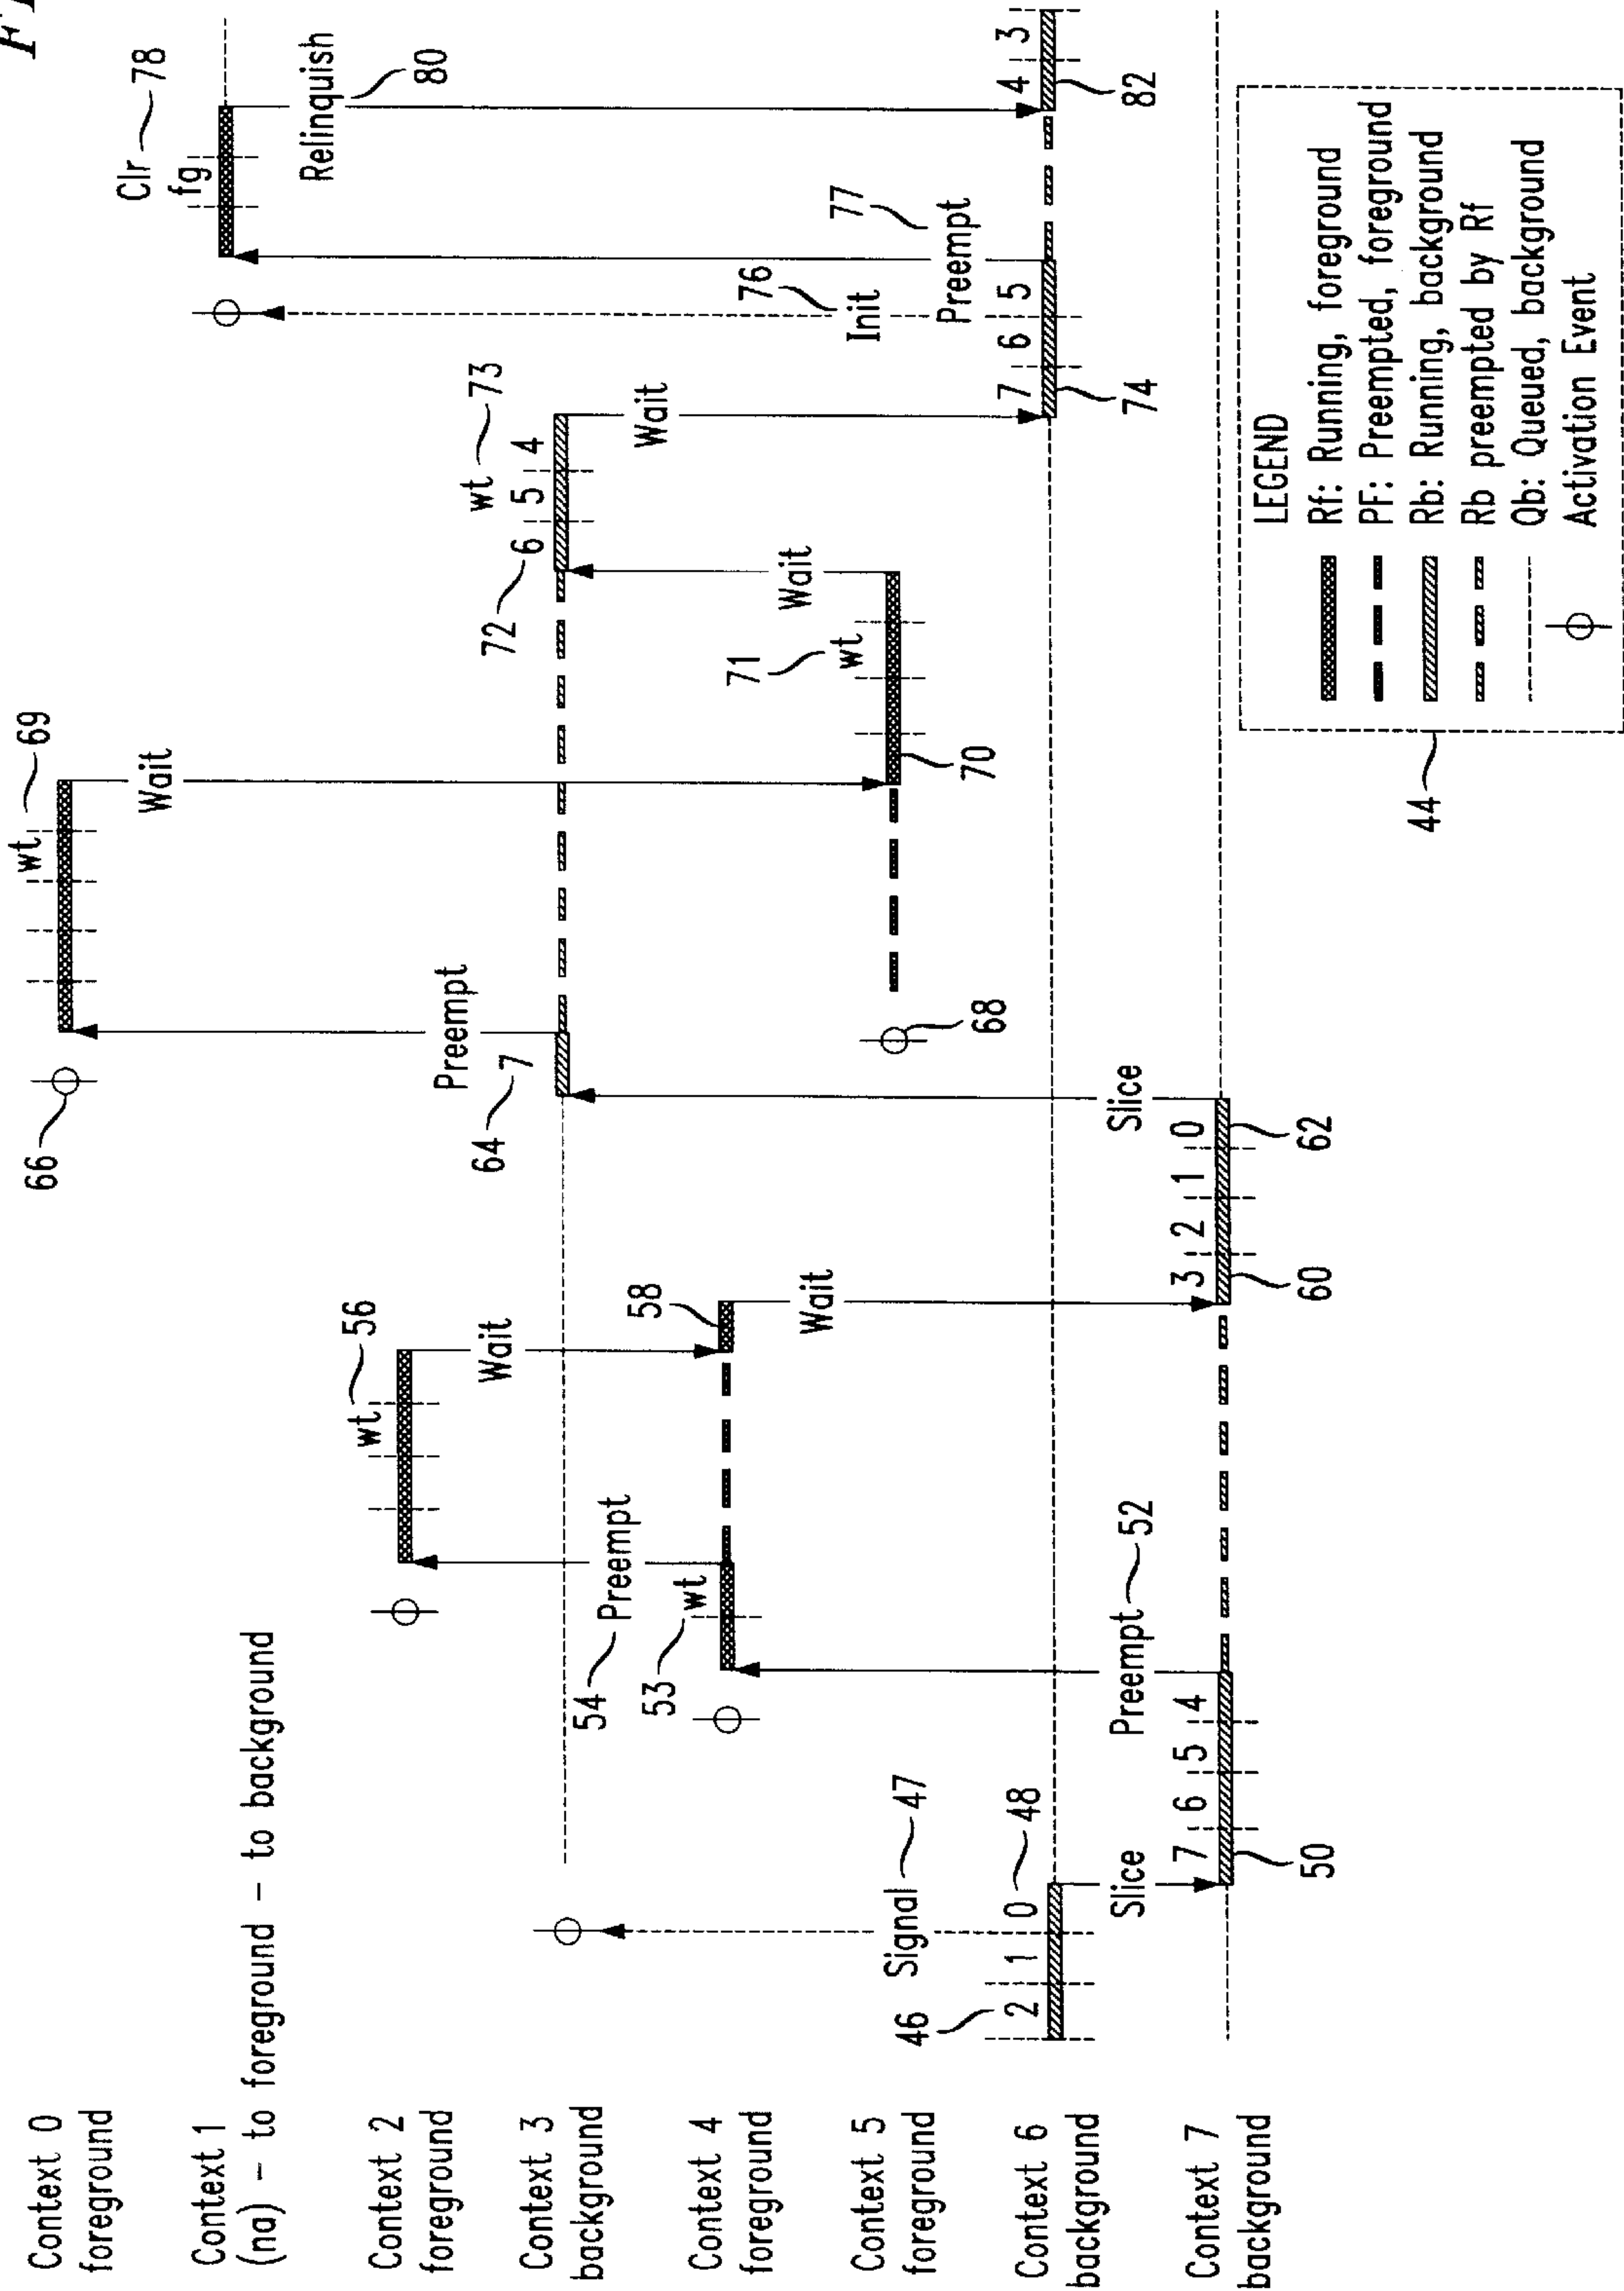 FI
Context 0
foreground
66
wt
69
Wait
Context 1
(na) – to foreground – to background
Clr
78
fg
Relinquish
80
Context 2
foreground
wt
56
Wait
Preempt
Context 3
background
54
Preempt
64
7
72
6
5
4
wt
73
Wait
Context 4
foreground
53
wt
58
Wait
71
wt
Wait
Init
76
Context 5
foreground
Signal
47
68
70
Preempt
77
Context 6
background
46
2
1
0
48
Slice
Preempt
52
Slice
7
6
5
74
4
3
82
Context 7
background
7
6
5
4
50
3
2
1
0
60
62
44
LEGEND
Rf: Running, foreground
PF: Preempted, foreground
Rb: Running, background
Rb preempted by Rf
Qb: Queued, background
Activation Event